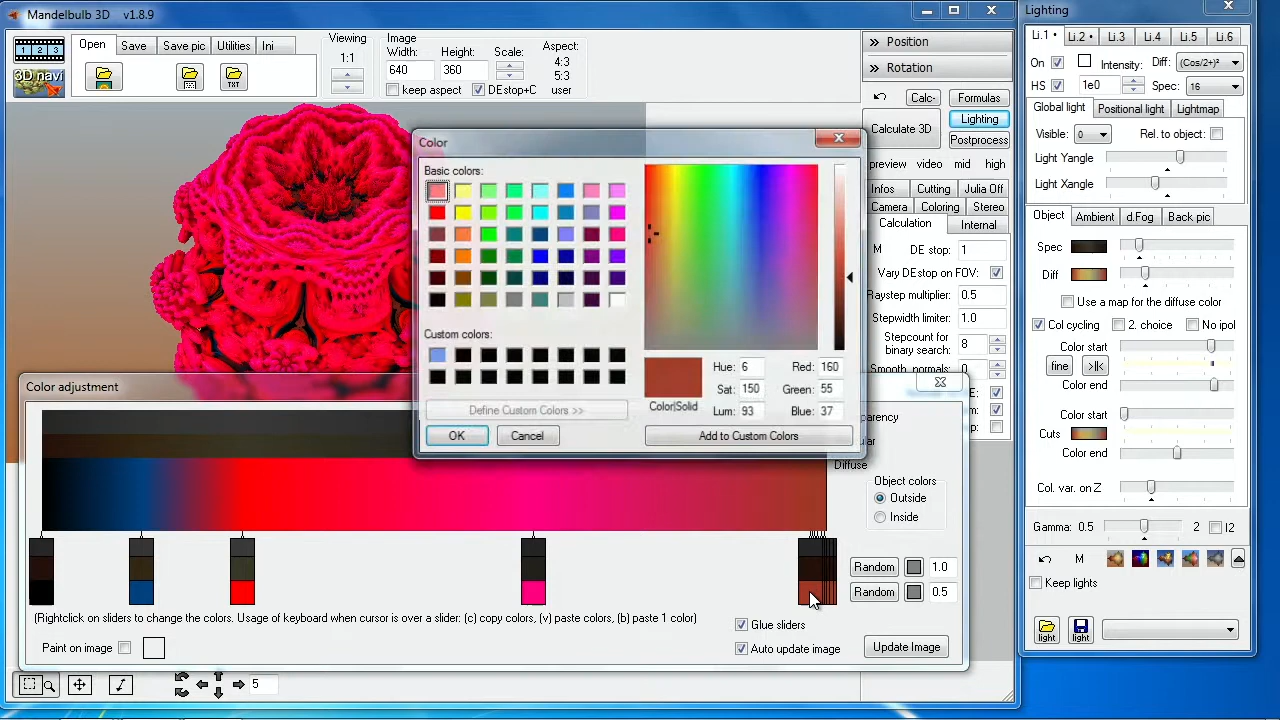 Mandelbulb 3D v1.8.9
Open
Save
Save pic
Utilities
Ini
1 2 3
3D navi
TXT
Viewing
1:1
Image
Width:
Height:
Scale:
640
360
keep aspect
DEstop+C
Aspect:
4:3
5:3
user
Position
Rotation
Calc-
Calculate 3D
Formulas
Lighting
Postprocess
preview
video
mid
high
Infos
Cutting
Julia Off
Camera
Coloring
Stereo
Calculation
Internal
M
DE stop:
1
Vary DEstop on FOV:
Raystep multiplier:
0.5
Stepwidth limiter:
1.0
Stepcount for
binary search:
8
Smooth normals:
Color
Basic colors:
Custom colors:
Define Custom Colors >>
OK
Cancel
Color|Solid
Hue:
6
Sat:
150
Lum:
93
Red:
160
Green:
55
Blue:
37
Add to Custom Colors
Color adjustment
Diffuse
Object colors
Outside
Inside
Random
1.0
Random
0.5
(Rightclick on sliders to change the colors. Usage of keyboard when cursor is over a slider: (c) copy colors, (v) paste colors, (b) paste 1 color)
Glue sliders
Paint on image
Auto update image
Update Image
5
Lighting
Li.1
Li.2
Li.3
Li.4
Li.5
Li.6
On
Intensity:
Diff:
(Cos/2+)²
HS
1e0
Spec:
16
Global light
Positional light
Lightmap
Visible:
0
Rel. to object:
Light Yangle
Light Xangle
Object
Ambient
d.fog
Back pic
Spec
Diff
Use a map for the diffuse color
Col cycling
2. choice
No ipol
Color start
fine
>IK
Color end
Color start
Cuts
Color end
Col. var. on Z
Gamma:
0.5
2
I2
M
Keep lights
light
light